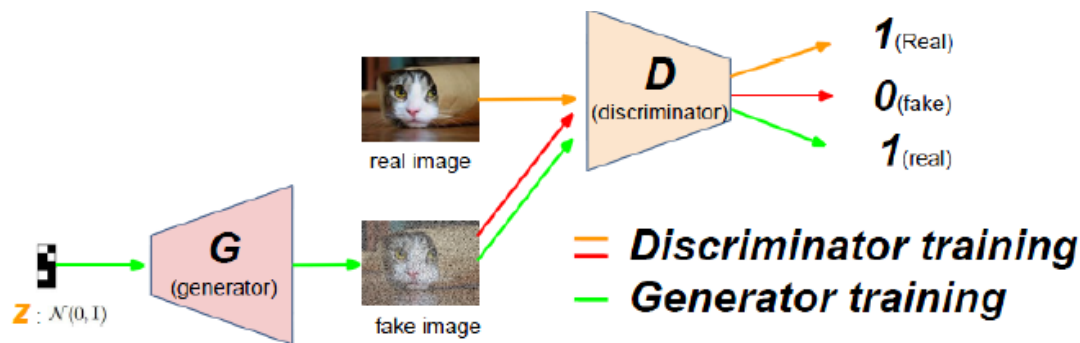 1(Real)
D
(discriminator)
0(fake)
real image
1(real)
G
(generator)
Discriminator training
Generator training
z : 𝒩(0, I)
fake image